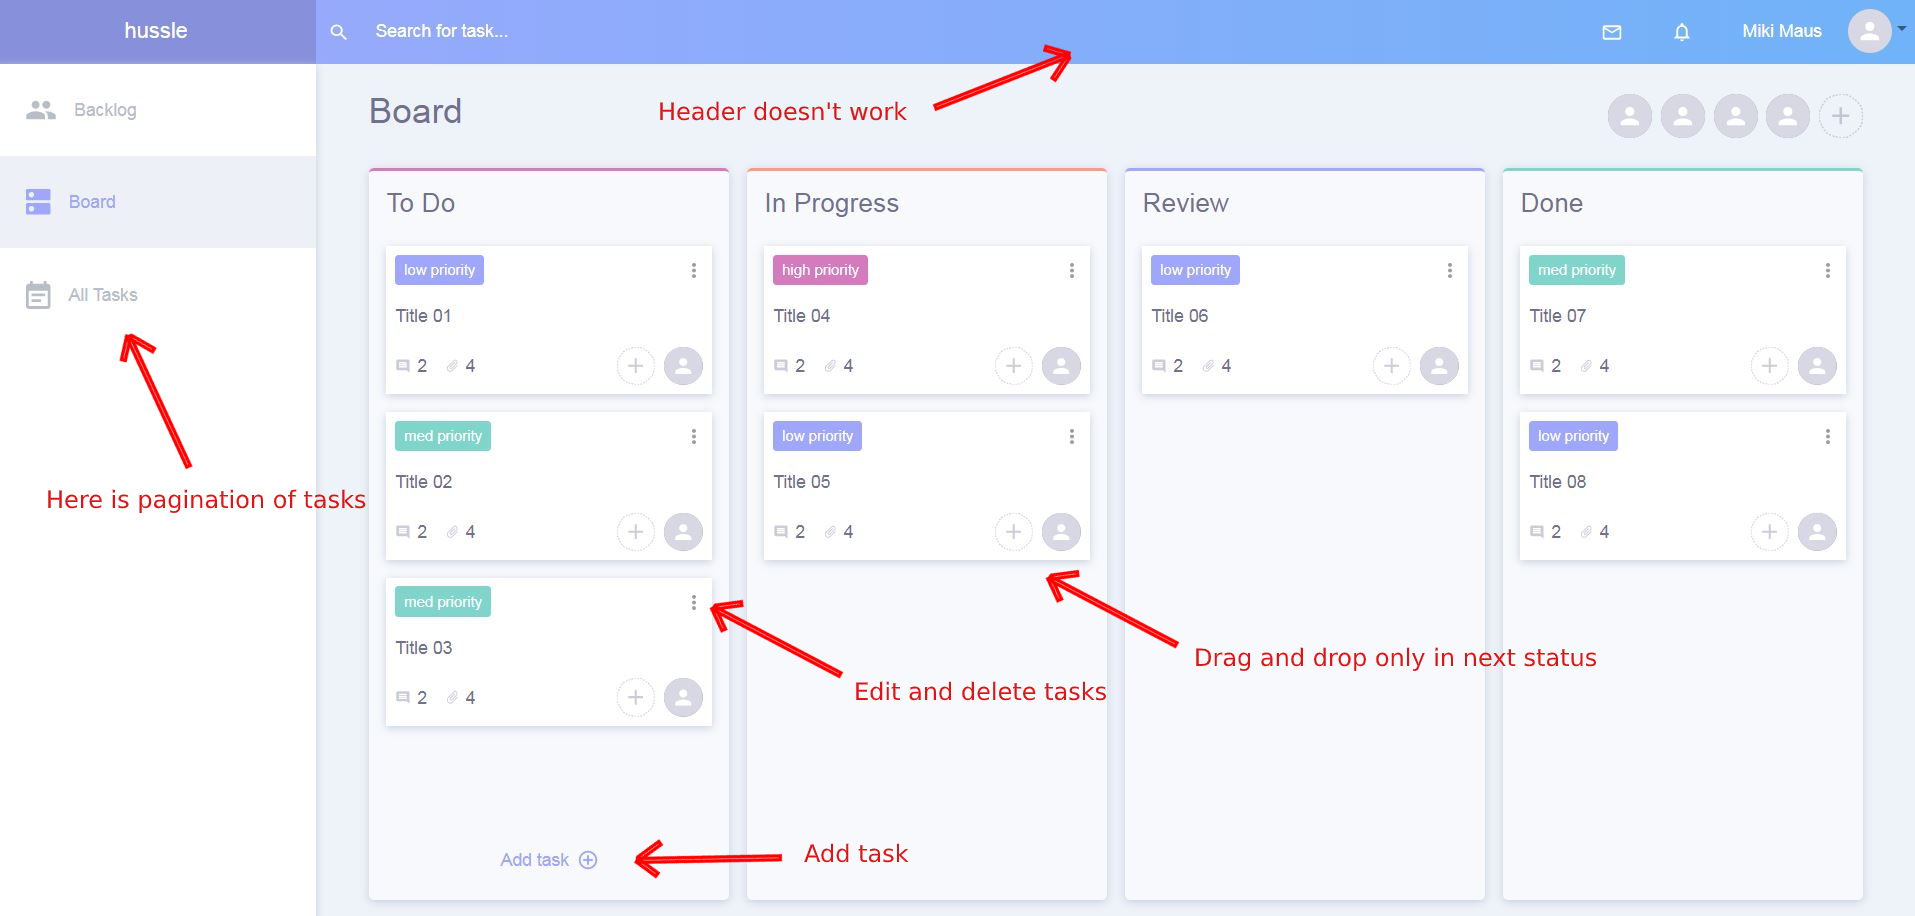 hussle
Search for task...
Miki Maus
Backlog
Board
All Tasks
Here is pagination of tasks
Board
Header doesn't work
To Do
low priority
Title 01
2 4
med priority
Title 02
2 4
med priority
Title 03
2 4
Add task
In Progress
high priority
Title 04
2 4
low priority
Title 05
2 4
Edit and delete tasks
Add task
Review
low priority
Title 06
2 4
Drag and drop only in next status
Done
med priority
Title 07
2 4
low priority
Title 08
2 4